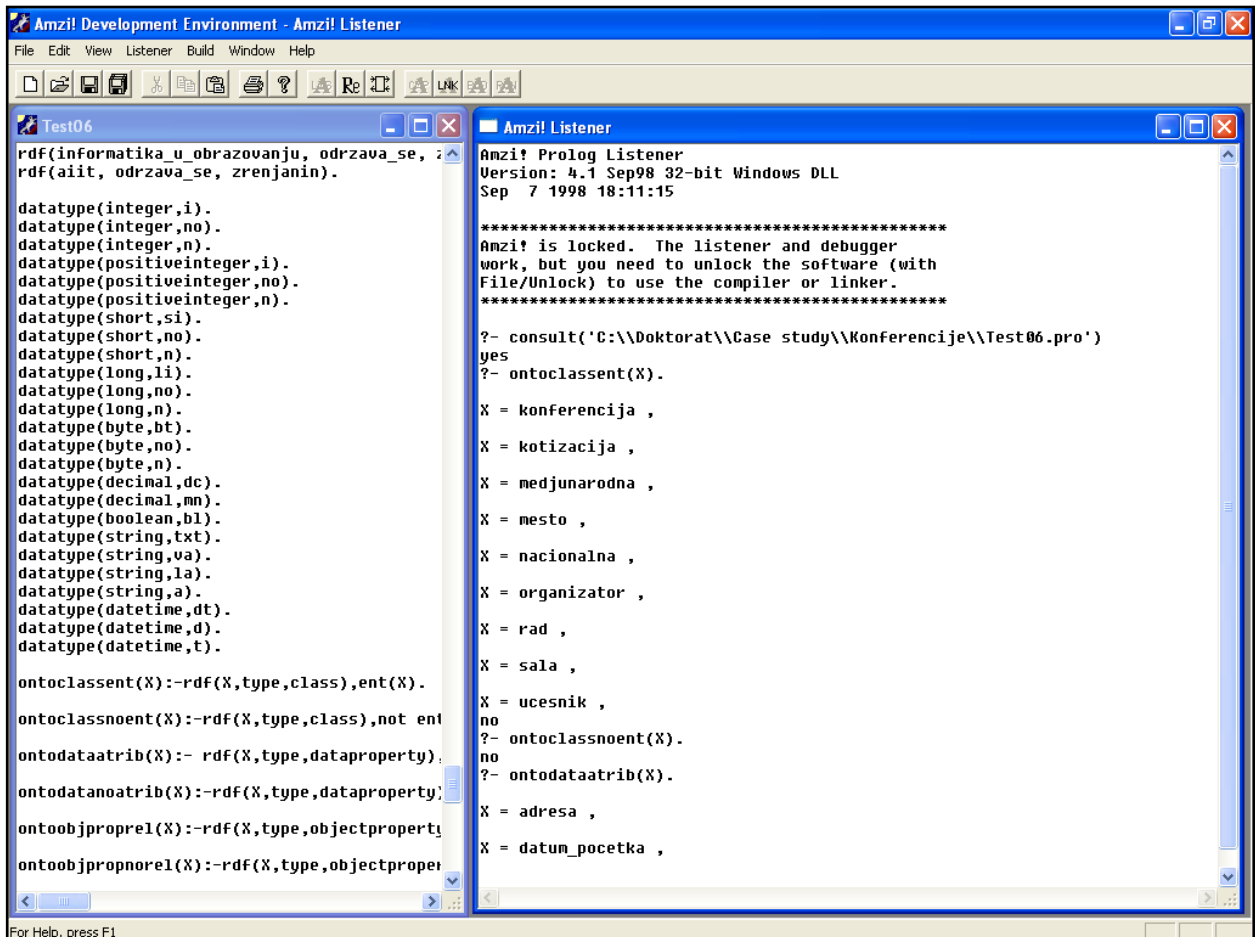 Amzi! Development Environment - Amzi! Listener
File Edit View Listener Build Window Help
Re LNK
Test06
rdf(informatika_u_obrazovanju, odrzava_se,
rdf(aiit, odrzava_se, zrenjanin).
datatype(integer,i).
datatype(integer,no).
datatype(integer,n).
datatype(positiveinteger,i).
datatype(positiveinteger,no).
datatype(positiveinteger,n).
datatype(short,si).
datatype(short,no).
datatype(short,n).
datatype(long,li).
datatype(long,no).
datatype(long,n).
datatype(byte,bt).
datatype(byte,no).
datatype(byte,n).
datatype(decimal,dc).
datatype(decimal,mn).
datatype(boolean,bl).
datatype(string,txt).
datatype(string,va).
datatype(string,la).
datatype(string,a).
datatype(datetime,dt).
datatype(datetime,d).
datatype(datetime,t).
ontoclassent(X):-rdf(X,type,class),ent(X).
ontoclassnoent(X):-rdf(X,type,class),not ent
ontodataatrib(X):- rdf(X,type,dataproperty),
ontodatanoatrib(X):-rdf(X,type,dataproperty)
ontoobjproprel(X):-rdf(X,type,objectproperty
ontoobjpropnorel(X):-rdf(X,type,objectproper
Amzi! Listener
Amzi! Prolog Listener
Version: 4.1 Sep98 32-bit Windows DLL
Sep 7 1998 18:11:15
************************************************
Amzi! is locked. The listener and debugger
work, but you need to unlock the software (with
File/Unlock) to use the compiler or linker.
************************************************
?- consult('C:\\Doktorat\\Case study\\Konferencije\\Test06.pro')
yes
?- ontoclassent(X).
X = konferencija ,
X = kotizacija ,
X = medjunarodna ,
X = mesto ,
X = nacionalna ,
X = organizator ,
X = rad ,
X = sala ,
X = ucesnik ,
no
?- ontoclassnoent(X).
no
?- ontodataatrib(X).
X = adresa ,
X = datum_pocetka ,
For Help, press F1